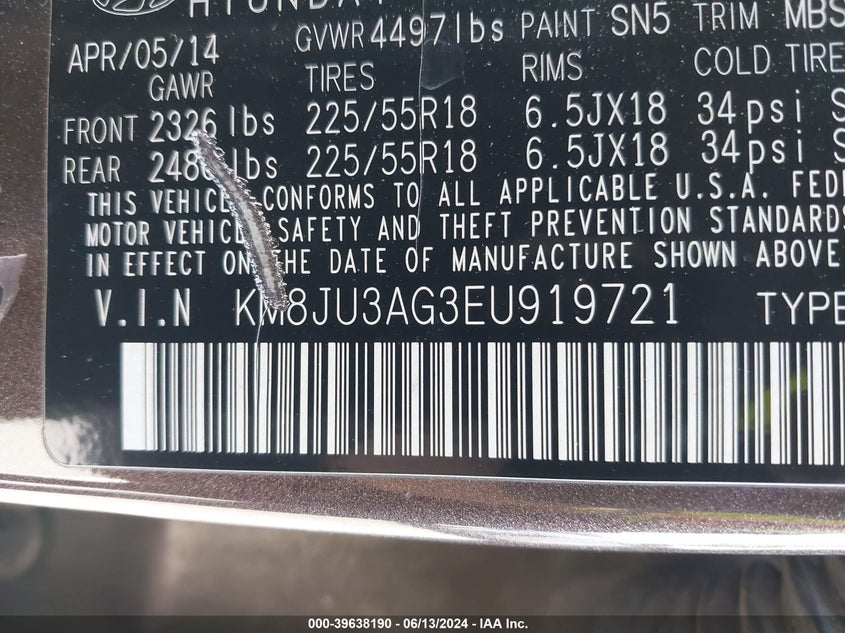 HYUNDAI
GVWR 4497lbs PAINT SN5 TRIM MBS
APR/05/14
GAWR TIRES RIMS COLD TIRE
FRONT 2326lbs 225/55R18 6.5JX18 34psi
REAR lbs 225/55R18 6.5JX18 34psi
THIS VEHICLE CONFORMS TO ALL APPLICABLE U.S.A. FED
MOTOR VEHICLE SAFETY AND THEFT PREVENTION STANDARDS
IN EFFECT ON THE DATE OF MANUFACTURE SHOWN ABOVE
V.I.N KM8JU3AG3EU919721 TYPE
000-39638190 - 06/13/2024 - IAA Inc.